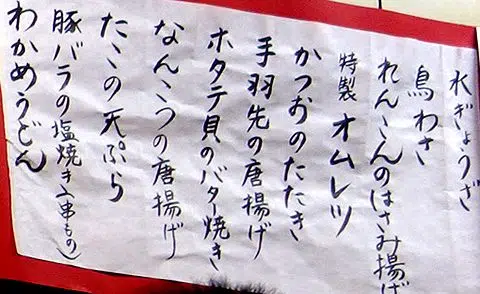 水ぎょうざ
鳥わさ
れんこんのはさみ揚げ
特製 オムレツ
かつおのたたき
手羽先の唐揚げ
ホタテ貝のバター焼き
なんこつの唐揚げ
たこの天ぷら
豚バラの塩焼き(串もの)
わかめうどん